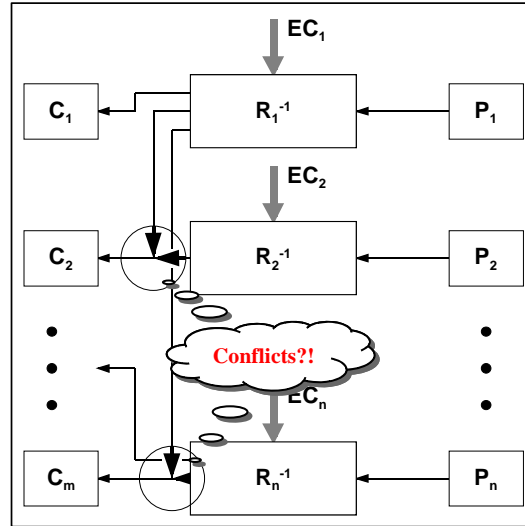 EC₁
C₁ R₁⁻¹ P₁
EC₂
C₂ R₂⁻¹ P₂
Conflicts?!
ECₙ
Cₘ Rₙ⁻¹ Pₙ